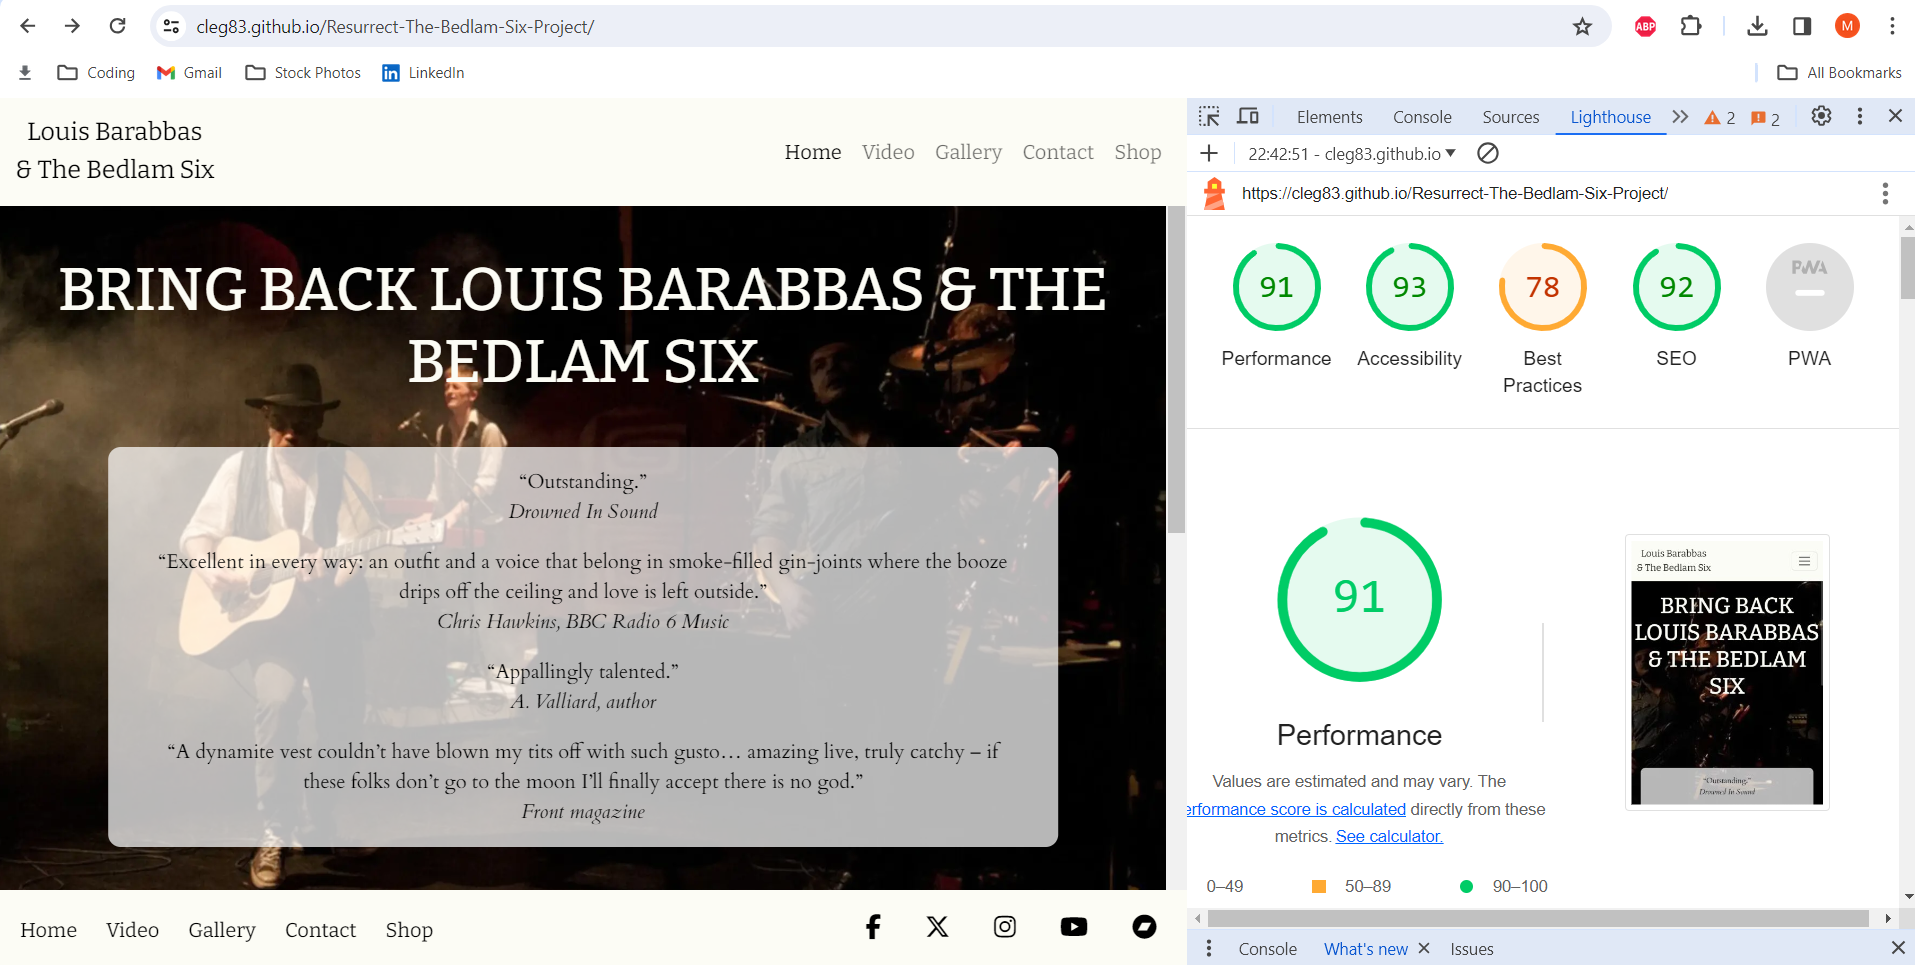 cleg83.github.io/Resurrect-The-Bedlam-Six-Project/
ABP
M
Coding
Gmail
Stock Photos
LinkedIn
All Bookmarks
Louis Barabbas
& The Bedlam Six
Home
Video
Gallery
Contact
Shop
BRING BACK LOUIS BARABBAS & THE
BEDLAM SIX
“Outstanding.”
Drowned In Sound
“Excellent in every way: an outfit and a voice that belong in smoke-filled gin-joints where the booze
drips off the ceiling and love is left outside.”
Chris Hawkins, BBC Radio 6 Music
“Appallingly talented.”
A. Valliard, author
“A dynamite vest couldn’t have blown my tits off with such gusto… amazing live, truly catchy – if
these folks don’t go to the moon I’ll finally accept there is no god.”
Front magazine
Home
Video
Gallery
Contact
Shop
Elements
Console
Sources
Lighthouse
2
2
22:42:51 - cleg83.github.io
https://cleg83.github.io/Resurrect-The-Bedlam-Six-Project/
91
93
78
92
PWA
Performance
Accessibility
Best
Practices
SEO
PWA
91
Performance
Values are estimated and may vary. The
erformance score is calculated directly from these
metrics. See calculator.
0–49
50–89
90–100
Louis Barabbas
& The Bedlam Six
BRING BACK
LOUIS BARABBAS
& THE BEDLAM
SIX
“Outstanding.”
Drowned In Sound
Console
What's new
Issues